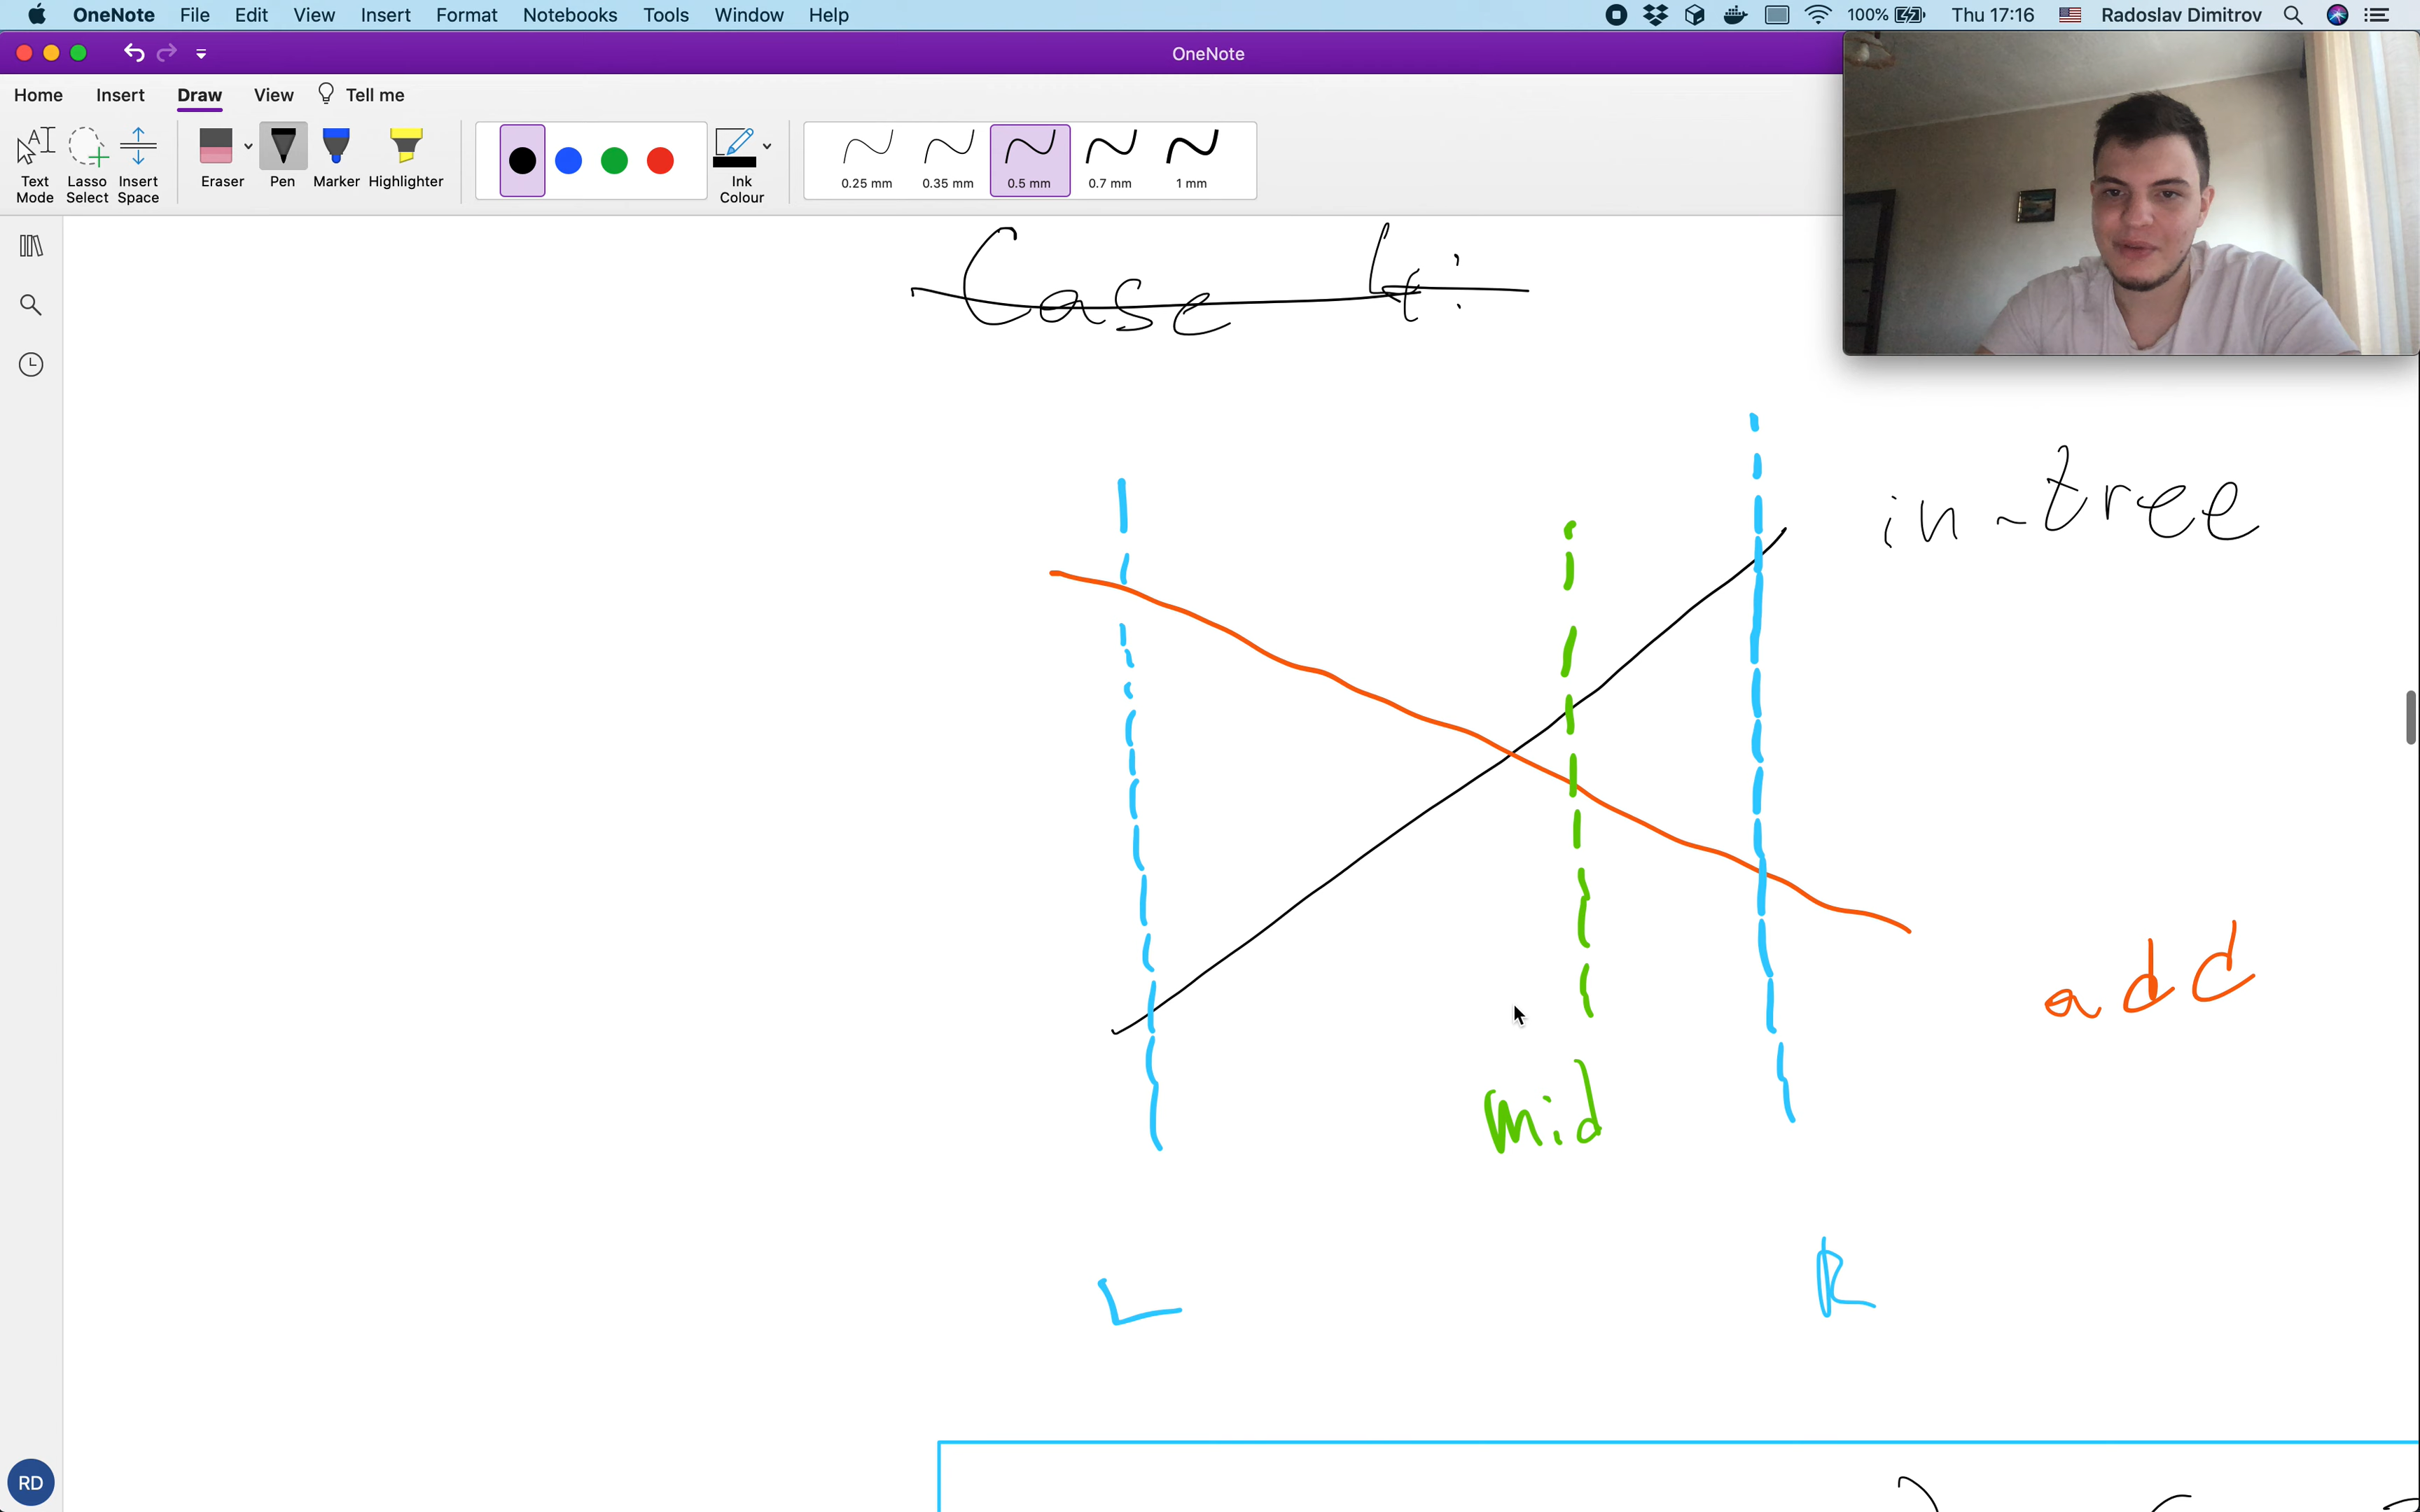 OneNote File Edit View Insert Format Notebooks Tools Window Help 100% Thu 17:16 Radoslav Dimitrov
OneNote
Home Insert Draw View Tell me
Text Mode
Lasso Select
Insert Space
Eraser
Pen
Marker
Highlighter
Ink Colour
0.25 mm
0.35 mm
0.5 mm
0.7 mm
1 mm
Case 4:
in-tree
add
mid
L
R
RD